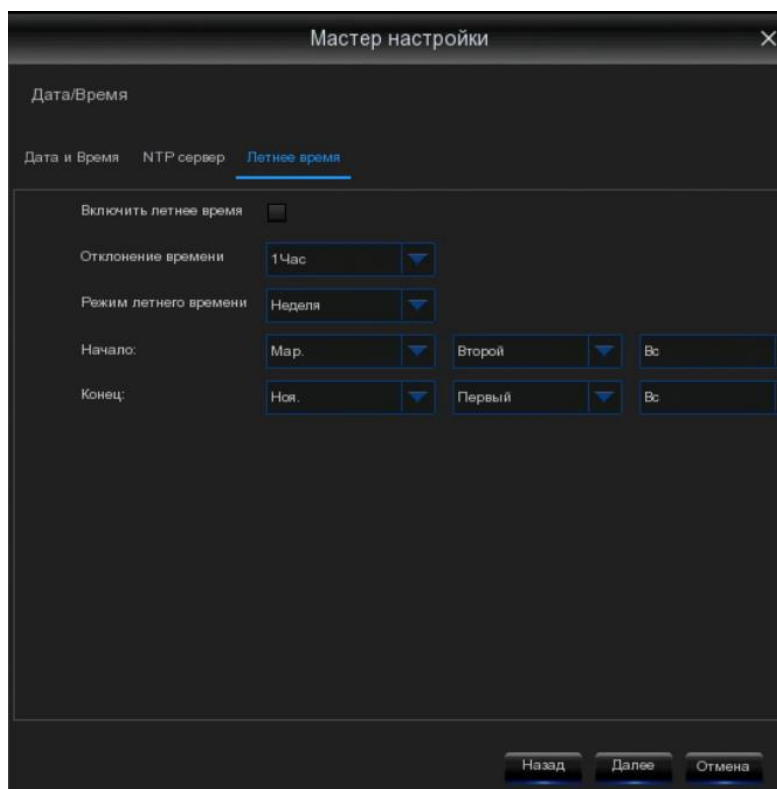 Мастер настройки
Дата/Время
Дата и Время NTP сервер Летнее время
Включить летнее время
Отклонение времени 1Час
Режим летнего времени Неделя
Начало: Мар. Второй Вс
Конец: Ноя. Первый Вс
Назад Далее Отмена